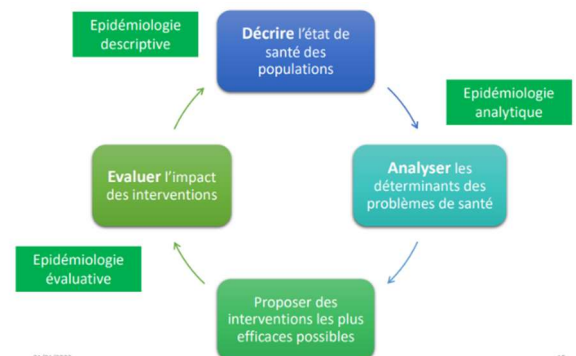 Epidémiologie
descriptive
Décrire l'état de
santé des
populations
Epidémiologie
analytique
Evaluer l'impact
des interventions
Analyser les
déterminants des
problèmes de santé
Epidémiologie
évaluative
Proposer des
interventions les plus
efficaces possibles